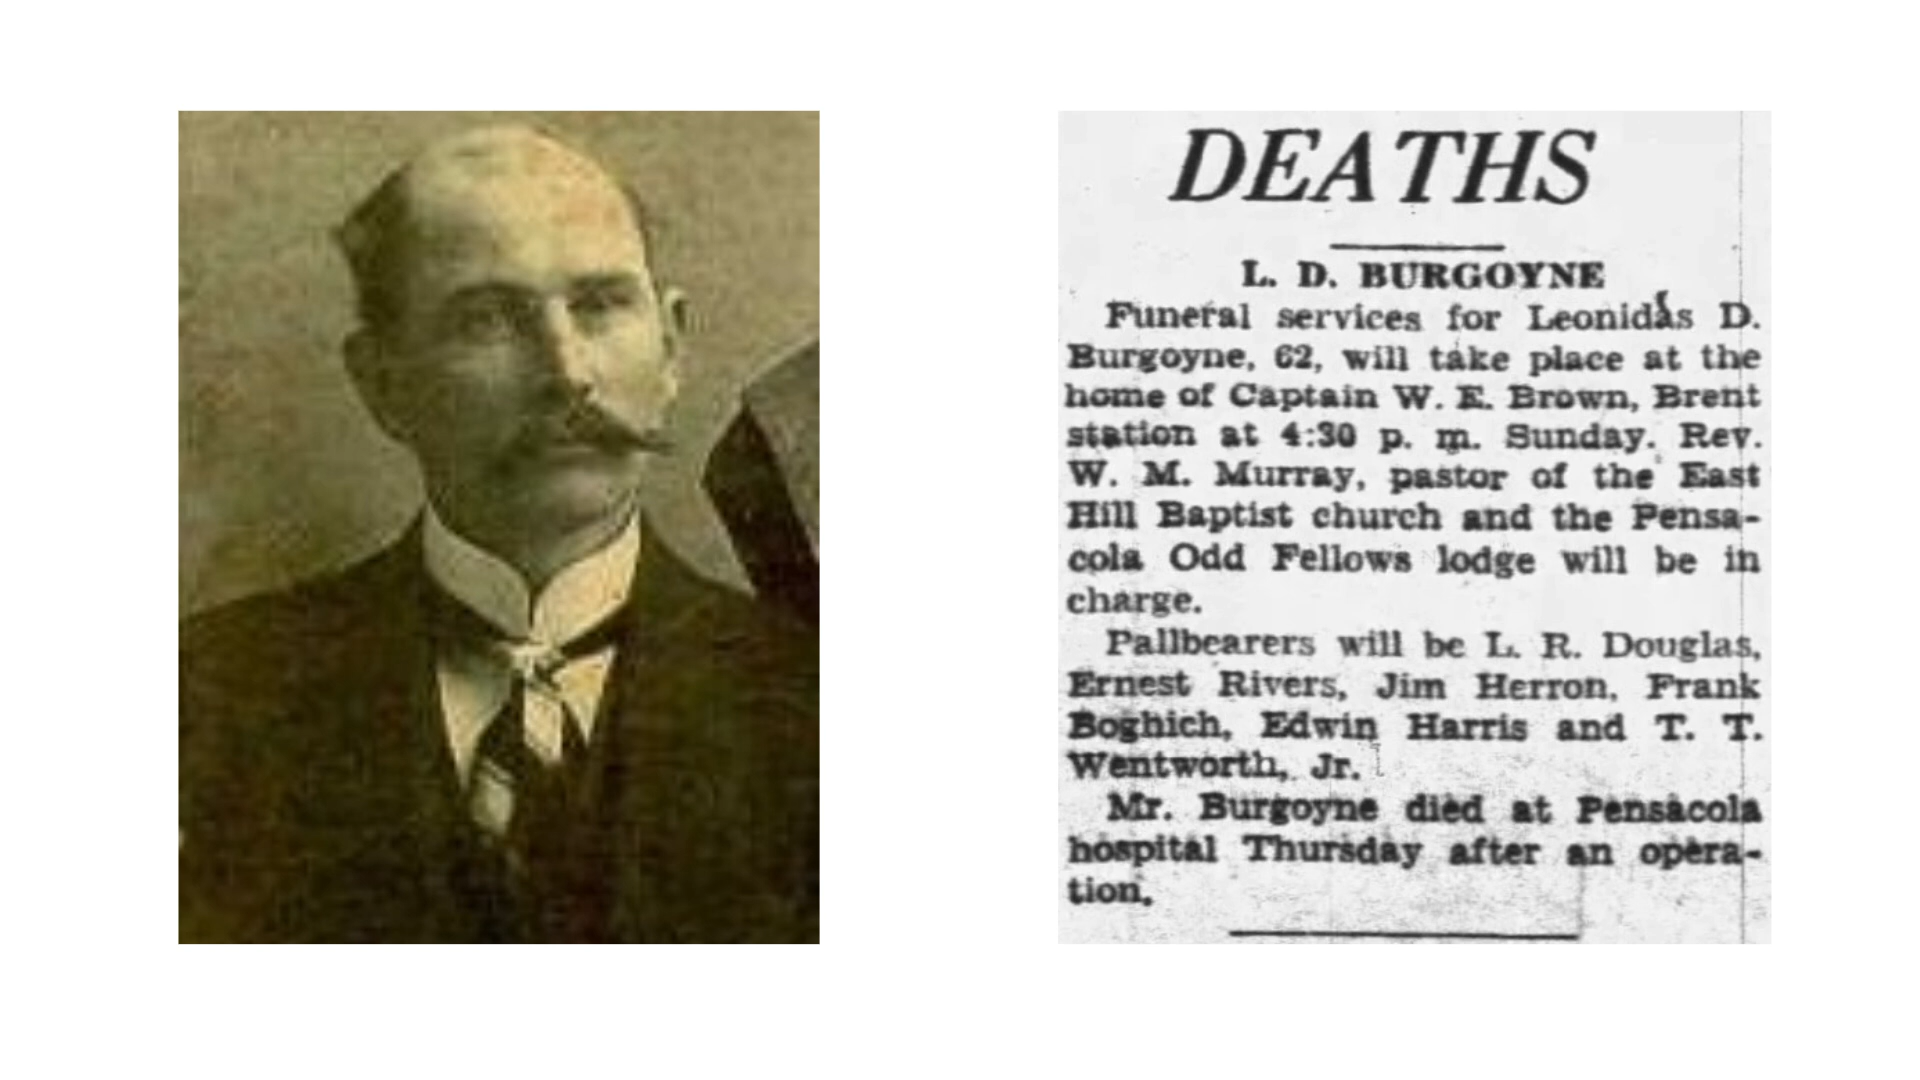 DEATHS
L. D. BURGOYNE
Funeral services for Leonidas D.
Burgoyne, 62, will take place at the
home of Captain W. E. Brown, Brent
station at 4:30 p. m. Sunday. Rev.
W. M. Murray, pastor of the East
Hill Baptist church and the Pensa-
cola Odd Fellows lodge will be in
charge.
Pallbearers will be L. R. Douglas,
Ernest Rivers, Jim Herron, Frank
Boghich, Edwin Harris and T. T.
Wentworth, Jr.
Mr. Burgoyne died at Pensacola
hospital Thursday after an opera-
tion.